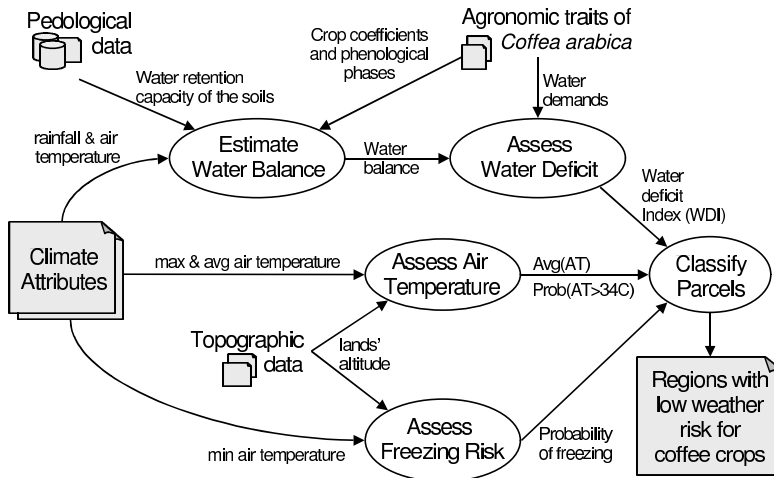 Pedological
data
Agronomic traits of
Coffea arabica
Crop coefficients
and phenological
phases
Water retention
capacity of the soils
Water
demands
rainfall & air
temperature
Estimate
Water Balance
Water
balance
Assess
Water Deficit
Water
deficit
Index (WDI)
Climate
Attributes
max & avg air temperature
Assess Air
Temperature
Avg(AT)
Prob(AT>34C)
Classify
Parcels
Topographic
data
lands'
altitude
Regions with
low weather
risk for
coffee crops
min air temperature
Assess
Freezing Risk
Probability
of freezing